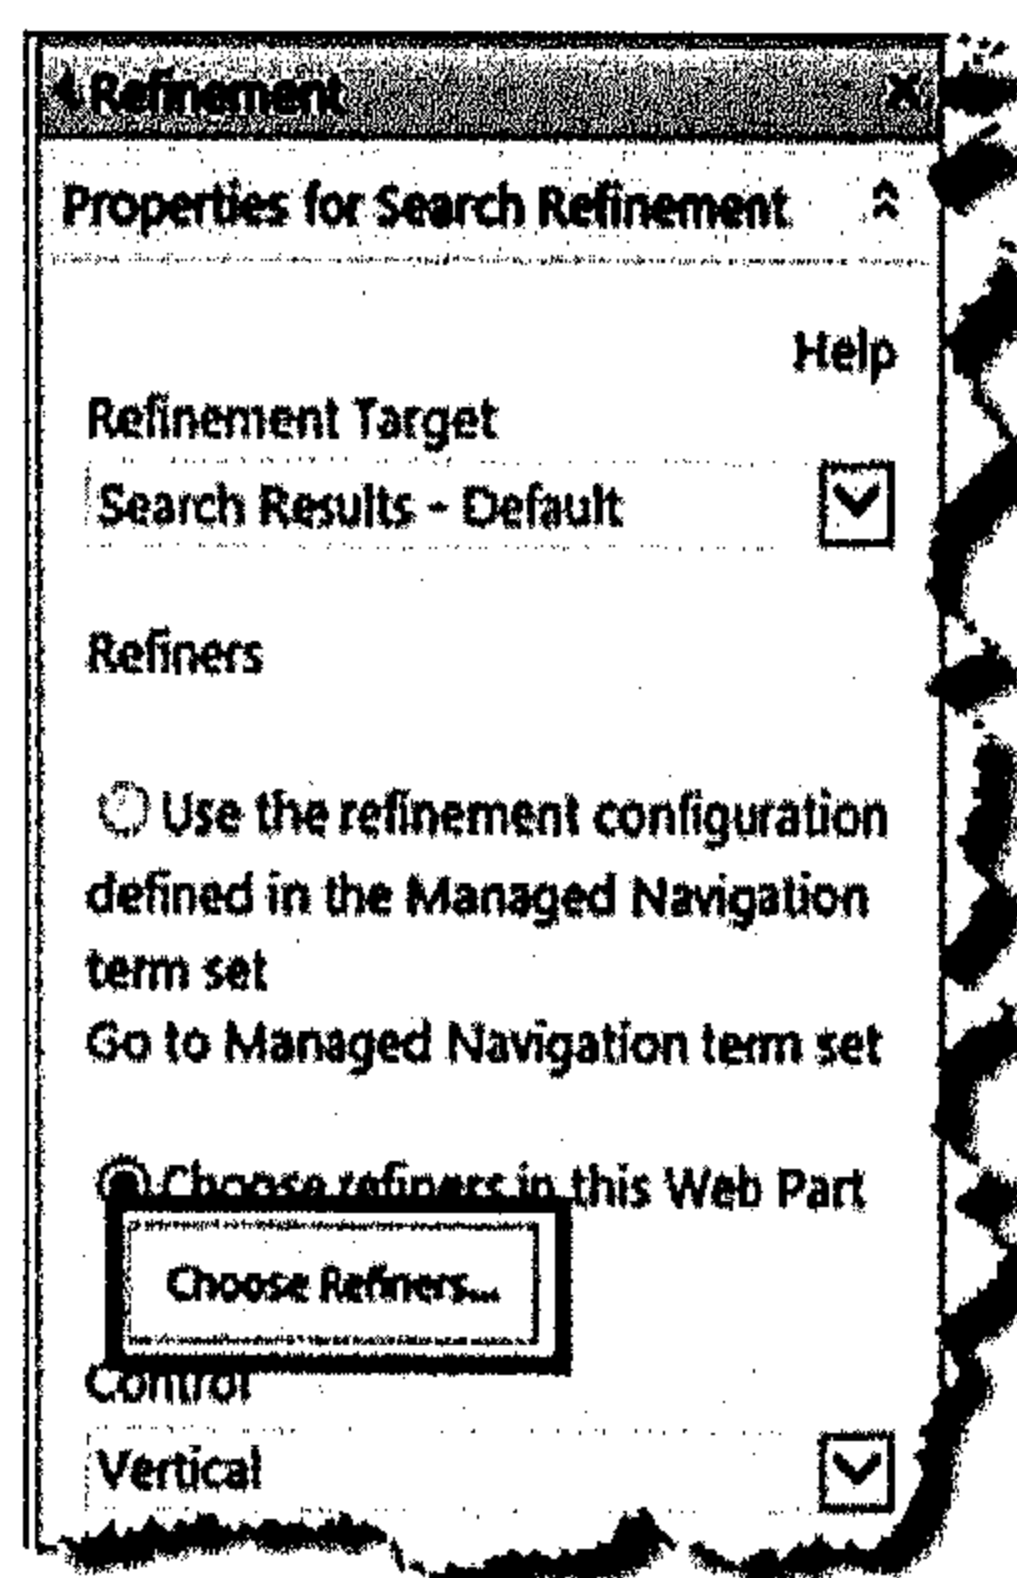 Refinement
Properties for Search Refinement
Help
Refinement Target
Search Results - Default
Refiners
Use the refinement configuration
defined in the Managed Navigation
term set
Go to Managed Navigation term set
Choose refiners in this Web Part
Choose Refiners...
Control
Vertical